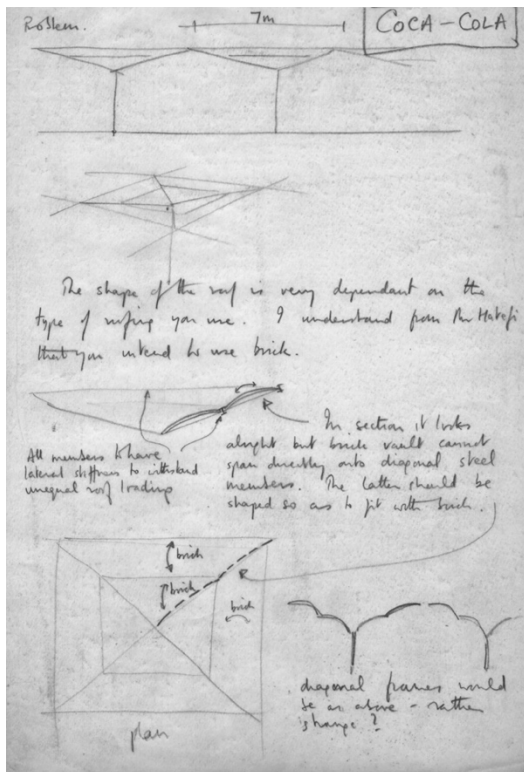 Problem.
7m
COCA-COLA
The shape of the roof is very dependant on the
type of roofing you use. I understand from Mr Hatefi
that you intend to use brick.
In section it looks
alright but brick vault cannot
span directly onto diagonal steel
members. The latter should be
shaped so as to fit with brick.
All members to have
lateral stiffness to withstand
unequal roof loading
brick
brick
brick
plan
diagonal frames would
be as above - rather
strange?